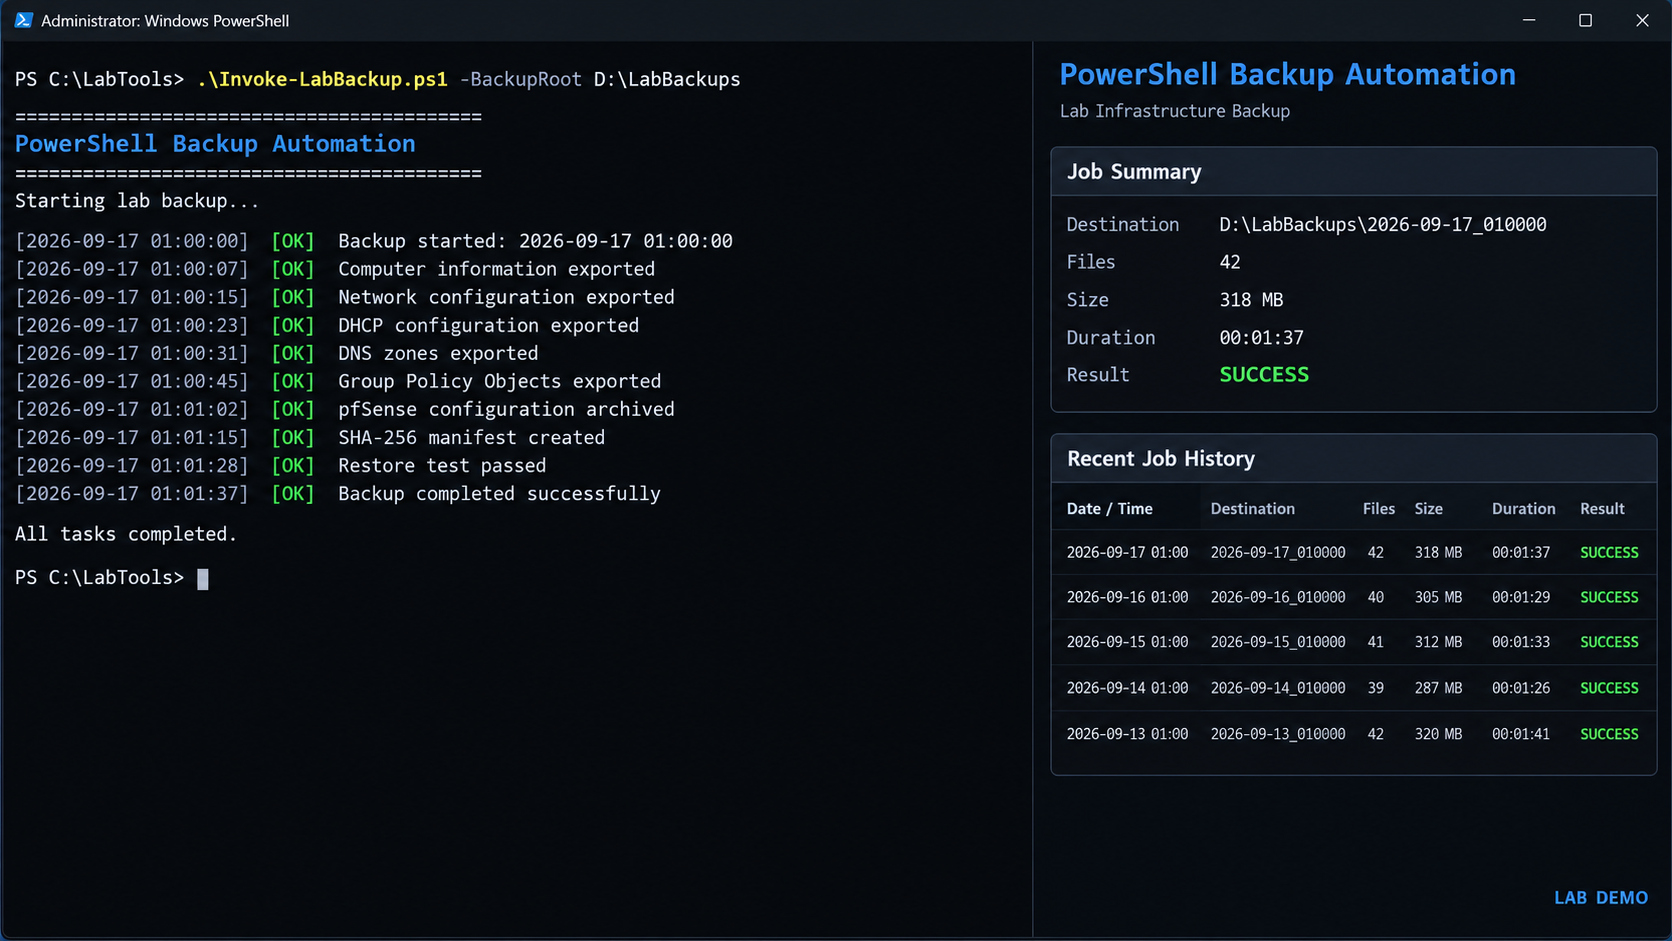 Administrator: Windows PowerShell
PS C:\LabTools> .\Invoke-LabBackup.ps1 -BackupRoot D:\LabBackups
=========================================
PowerShell Backup Automation
=========================================
Starting lab backup...
[2026-09-17 01:00:00] [OK] Backup started: 2026-09-17 01:00:00
[2026-09-17 01:00:07] [OK] Computer information exported
[2026-09-17 01:00:15] [OK] Network configuration exported
[2026-09-17 01:00:23] [OK] DHCP configuration exported
[2026-09-17 01:00:31] [OK] DNS zones exported
[2026-09-17 01:00:45] [OK] Group Policy Objects exported
[2026-09-17 01:01:02] [OK] pfSense configuration archived
[2026-09-17 01:01:15] [OK] SHA-256 manifest created
[2026-09-17 01:01:28] [OK] Restore test passed
[2026-09-17 01:01:37] [OK] Backup completed successfully
All tasks completed.
PS C:\LabTools>
PowerShell Backup Automation
Lab Infrastructure Backup
Job Summary
Destination D:\LabBackups\2026-09-17_010000
Files 42
Size 318 MB
Duration 00:01:37
Result SUCCESS
Recent Job History
Date / Time Destination Files Size Duration Result
2026-09-17 01:00 2026-09-17_010000 42 318 MB 00:01:37 SUCCESS
2026-09-16 01:00 2026-09-16_010000 40 305 MB 00:01:29 SUCCESS
2026-09-15 01:00 2026-09-15_010000 41 312 MB 00:01:33 SUCCESS
2026-09-14 01:00 2026-09-14_010000 39 287 MB 00:01:26 SUCCESS
2026-09-13 01:00 2026-09-13_010000 42 320 MB 00:01:41 SUCCESS
LAB DEMO